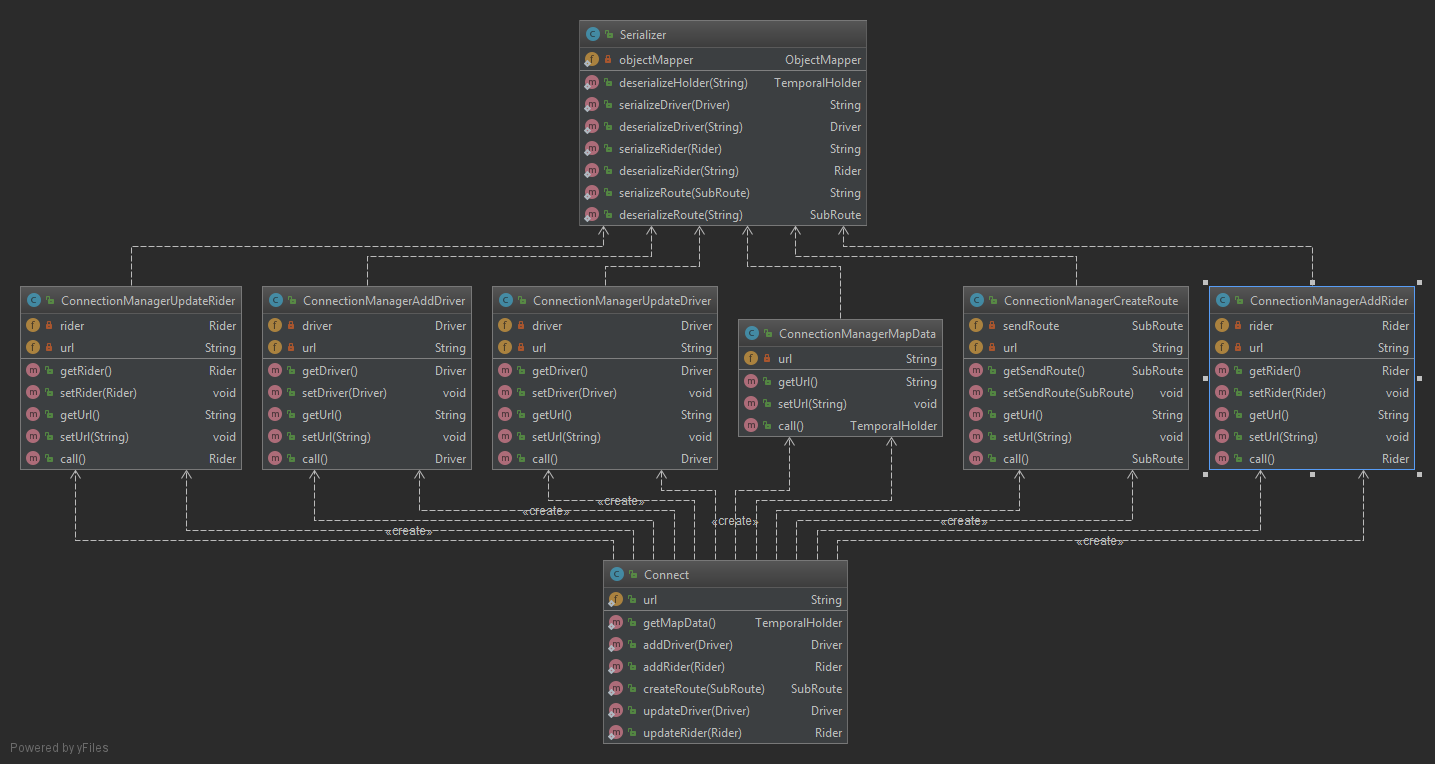 Serializer
objectMapper ObjectMapper
deserializeHolder(String) TemporalHolder
serializeDriver(Driver) String
deserializeDriver(String) Driver
serializeRider(Rider) String
deserializeRider(String) Rider
serializeRoute(SubRoute) String
deserializeRoute(String) SubRoute
ConnectionManagerUpdateRider
rider Rider
url String
getRider() Rider
setRider(Rider) void
getUrl() String
setUrl(String) void
call() Rider
ConnectionManagerAddDriver
driver Driver
url String
getDriver() Driver
setDriver(Driver) void
getUrl() String
setUrl(String) void
call() Driver
ConnectionManagerUpdateDriver
driver Driver
url String
getDriver() Driver
setDriver(Driver) void
getUrl() String
setUrl(String) void
call() Driver
ConnectionManagerMapData
url String
getUrl() String
setUrl(String) void
call() TemporalHolder
ConnectionManagerCreateRoute
sendRoute SubRoute
url String
getSendRoute() SubRoute
setSendRoute(SubRoute) void
getUrl() String
setUrl(String) void
call() SubRoute
ConnectionManagerAddRider
rider Rider
url String
getRider() Rider
setRider(Rider) void
getUrl() String
setUrl(String) void
call() Rider
«create»
«create»
«create»
«create»
«create»
«create»
Connect
url String
getMapData() TemporalHolder
addDriver(Driver) Driver
addRider(Rider) Rider
createRoute(SubRoute) SubRoute
updateDriver(Driver) Driver
updateRider(Rider) Rider
Powered by yFiles